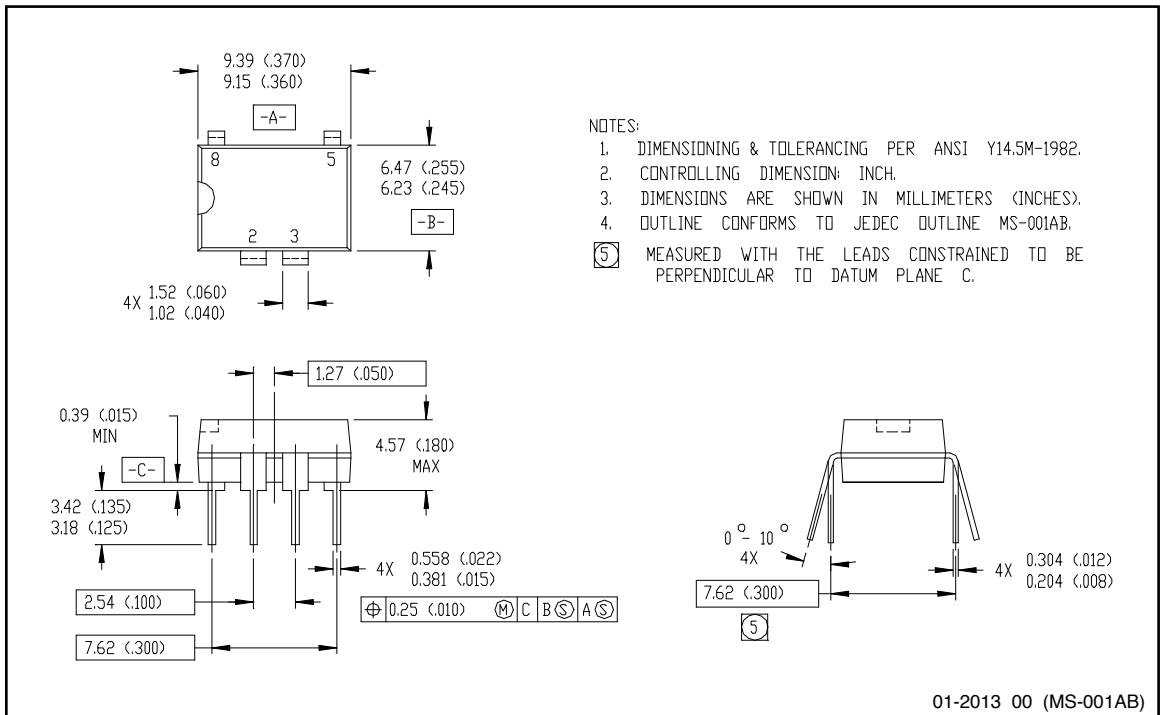 9.39 (.370)
9.15 (.360)
-A-
8 5
2 3
6.47 (.255)
6.23 (.245)
-B-
4X 1.52 (.060)
1.02 (.040)
NOTES:
1. DIMENSIONING & TOLERANCING PER ANSI Y14.5M-1982.
2. CONTROLLING DIMENSION: INCH.
3. DIMENSIONS ARE SHOWN IN MILLIMETERS (INCHES).
4. OUTLINE CONFORMS TO JEDEC OUTLINE MS-001AB.
5 MEASURED WITH THE LEADS CONSTRAINED TO BE
PERPENDICULAR TO DATUM PLANE C.
1.27 (.050)
0.39 (.015)
MIN
-C-
4.57 (.180)
MAX
3.42 (.135)
3.18 (.125)
4X 0.558 (.022)
0.381 (.015)
⌖ 0.25 (.010) Ⓜ C B Ⓢ A Ⓢ
2.54 (.100)
7.62 (.300)
0° - 10°
4X
7.62 (.300)
5
4X 0.304 (.012)
0.204 (.008)
01-2013 00 (MS-001AB)